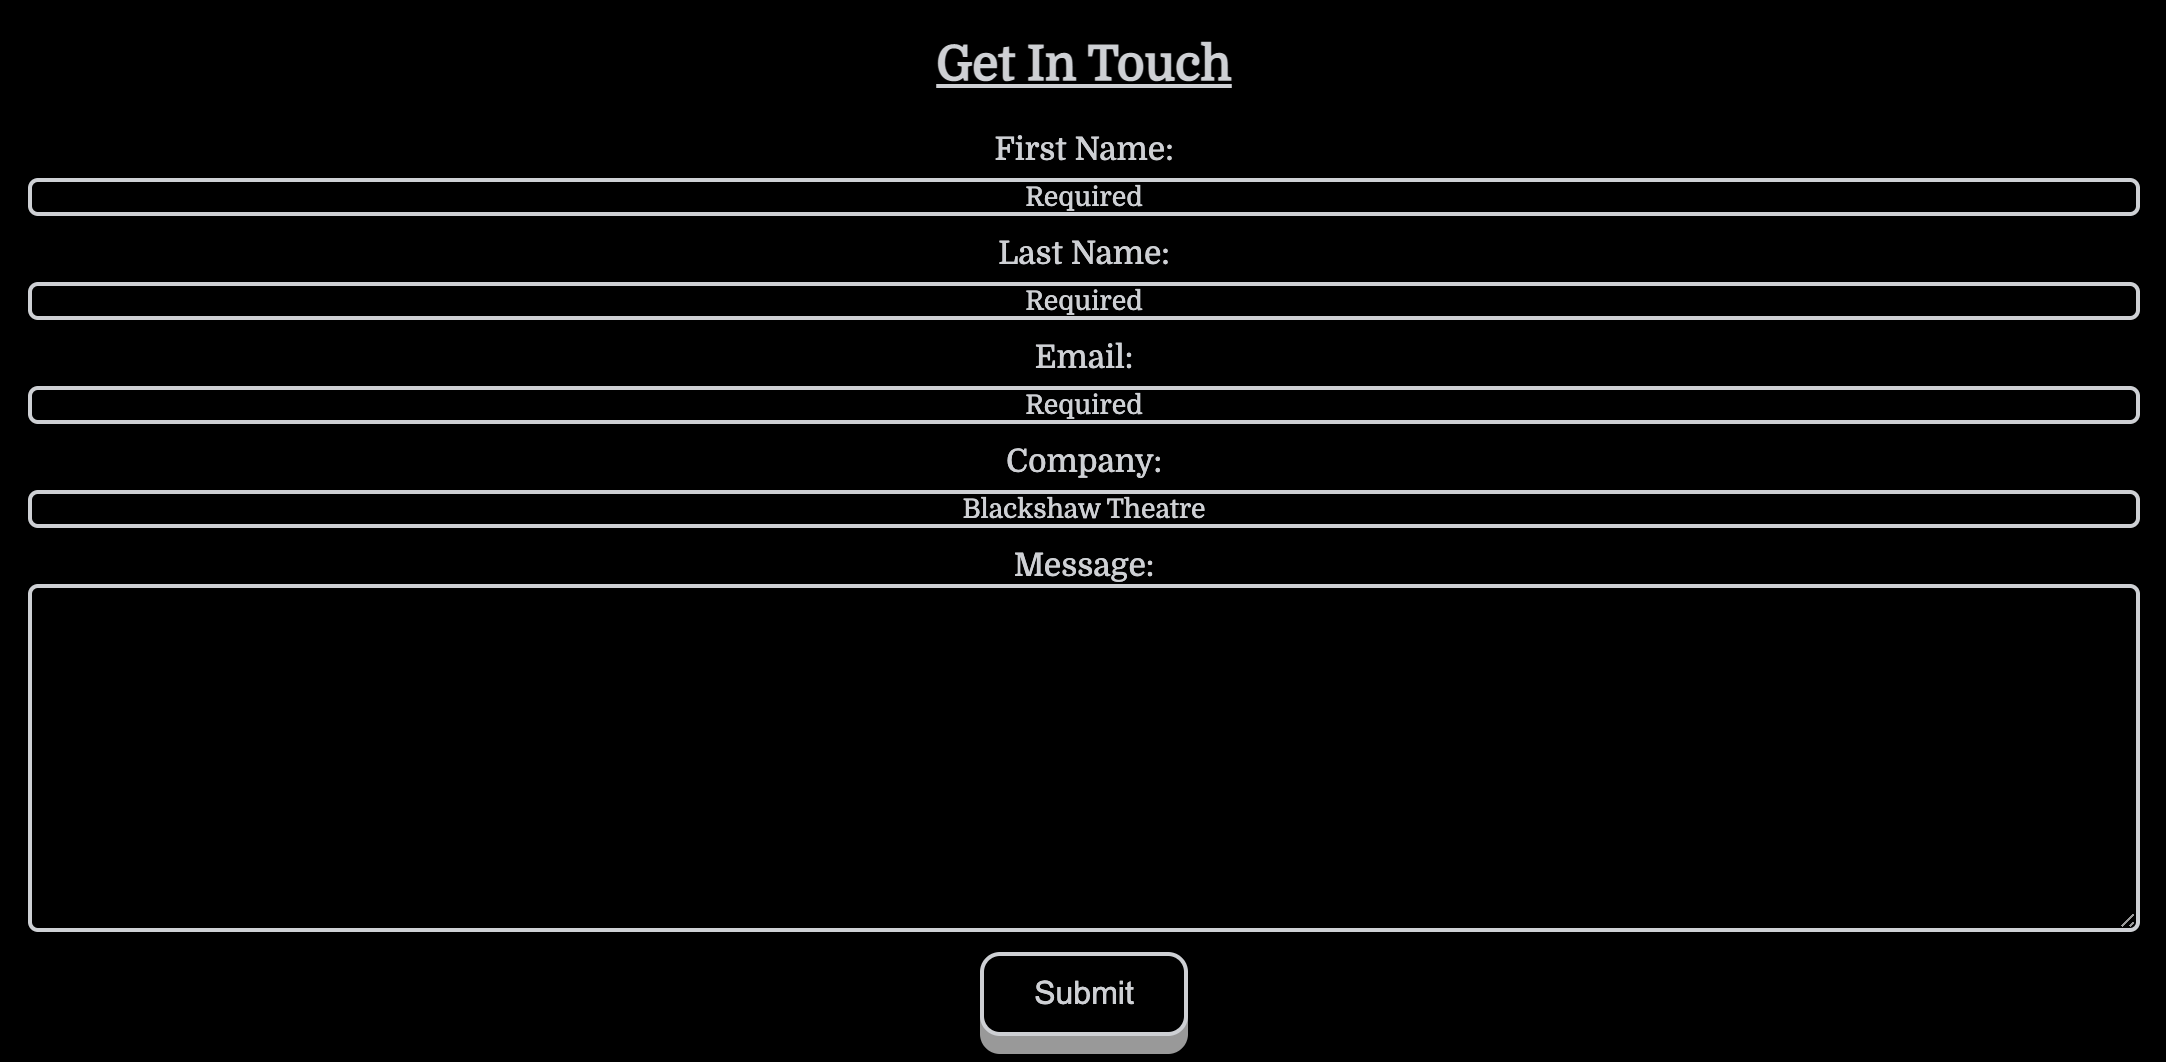 Get In Touch
First Name:
Required
Last Name:
Required
Email:
Required
Company:
Blackshaw Theatre
Message:
Submit